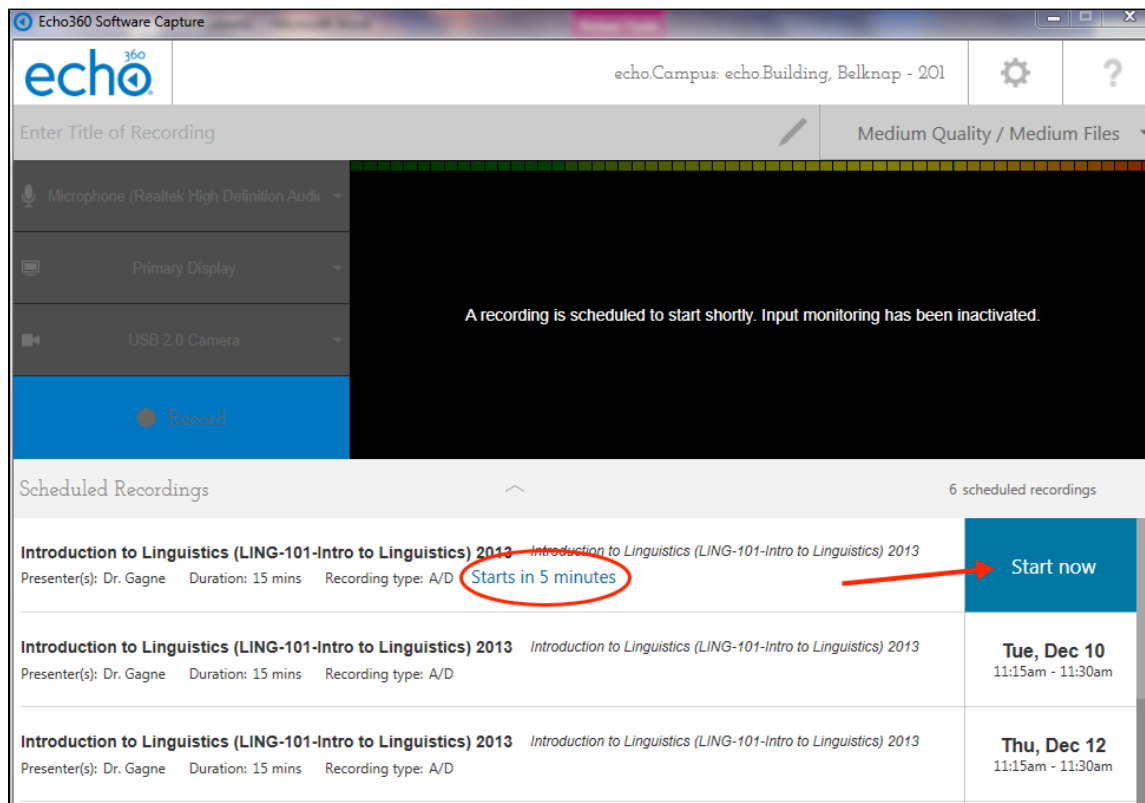 Echo360 Software Capture
echo360
echo.Campus: echo.Building, Belknap - 201
?
Enter Title of Recording
Medium Quality / Medium Files
Microphone (Realtek High Definition Audic
Primary Display
USB 2.0 Camera
Record
A recording is scheduled to start shortly. Input monitoring has been inactivated.
Scheduled Recordings
6 scheduled recordings
Introduction to Linguistics (LING-101-Intro to Linguistics) 2013 Introduction to Linguistics (LING-101-Intro to Linguistics) 2013
Presenter(s): Dr. Gagne Duration: 15 mins Recording type: A/D Starts in 5 minutes
Start now
Introduction to Linguistics (LING-101-Intro to Linguistics) 2013 Introduction to Linguistics (LING-101-Intro to Linguistics) 2013
Presenter(s): Dr. Gagne Duration: 15 mins Recording type: A/D
Tue, Dec 10
11:15am - 11:30am
Introduction to Linguistics (LING-101-Intro to Linguistics) 2013 Introduction to Linguistics (LING-101-Intro to Linguistics) 2013
Presenter(s): Dr. Gagne Duration: 15 mins Recording type: A/D
Thu, Dec 12
11:15am - 11:30am